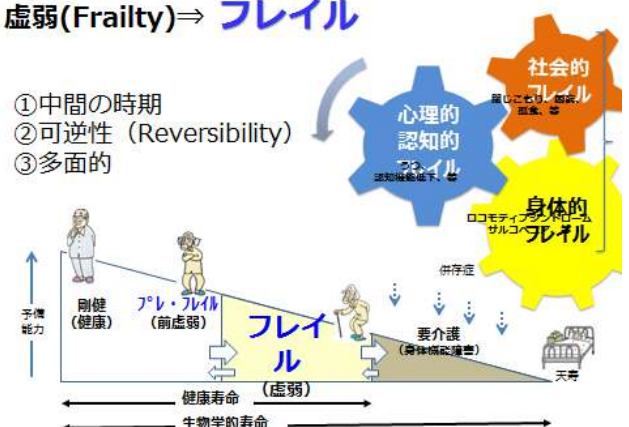 虚弱(Frailty)⇒ フレイル
①中間の時期
②可逆性（Reversibility）
③多面的
社会的
フレイル
閉じこもり、困窮、
孤食、等
心理的
認知的
フレイル
うつ、
認知機能低下、等
身体的
フレイル
ロコモティブシンドローム
サルコペニア
併存症
予備
能力
剛健
（健康）
プレ・フレイル
（前虚弱）
フレイ
ル
（虚弱）
要介護
（身体機能障害）
天寿
健康寿命
生物学的寿命